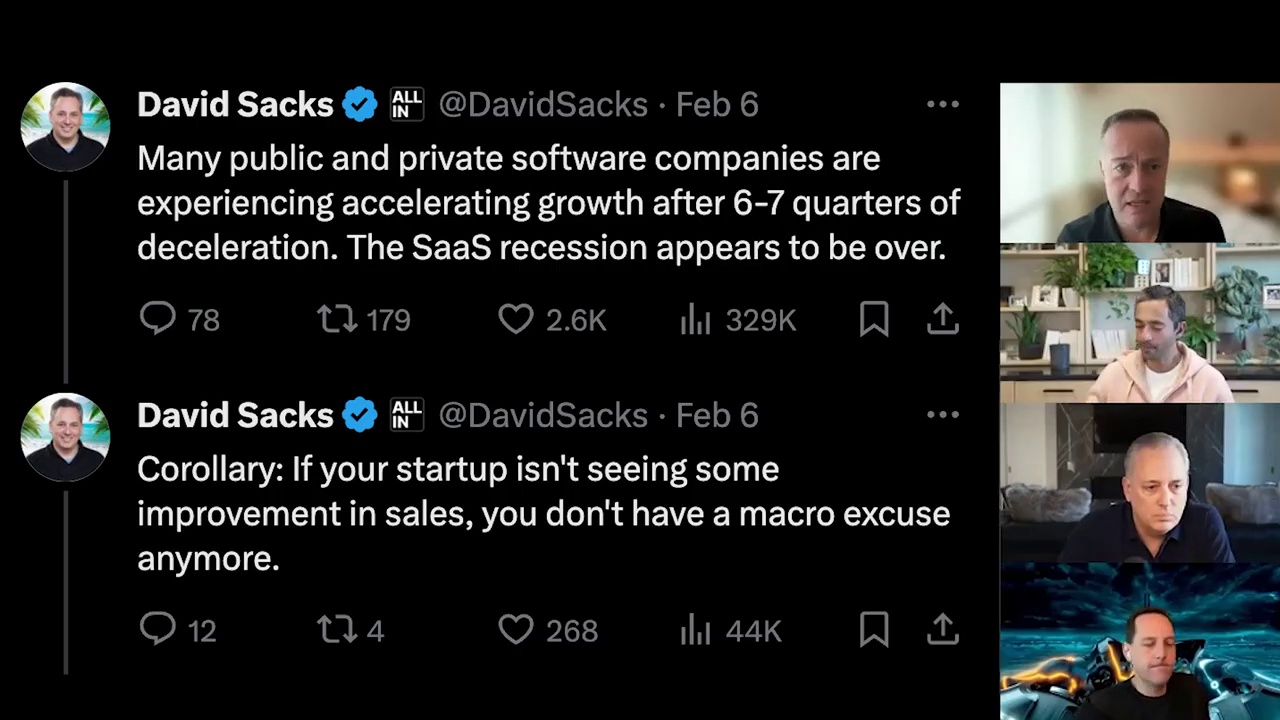 David Sacks ALL IN @DavidSacks · Feb 6
Many public and private software companies are
experiencing accelerating growth after 6-7 quarters of
deceleration. The SaaS recession appears to be over.
78 179 2.6K 329K
David Sacks ALL IN @DavidSacks · Feb 6
Corollary: If your startup isn't seeing some
improvement in sales, you don't have a macro excuse
anymore.
12 4 268 44K